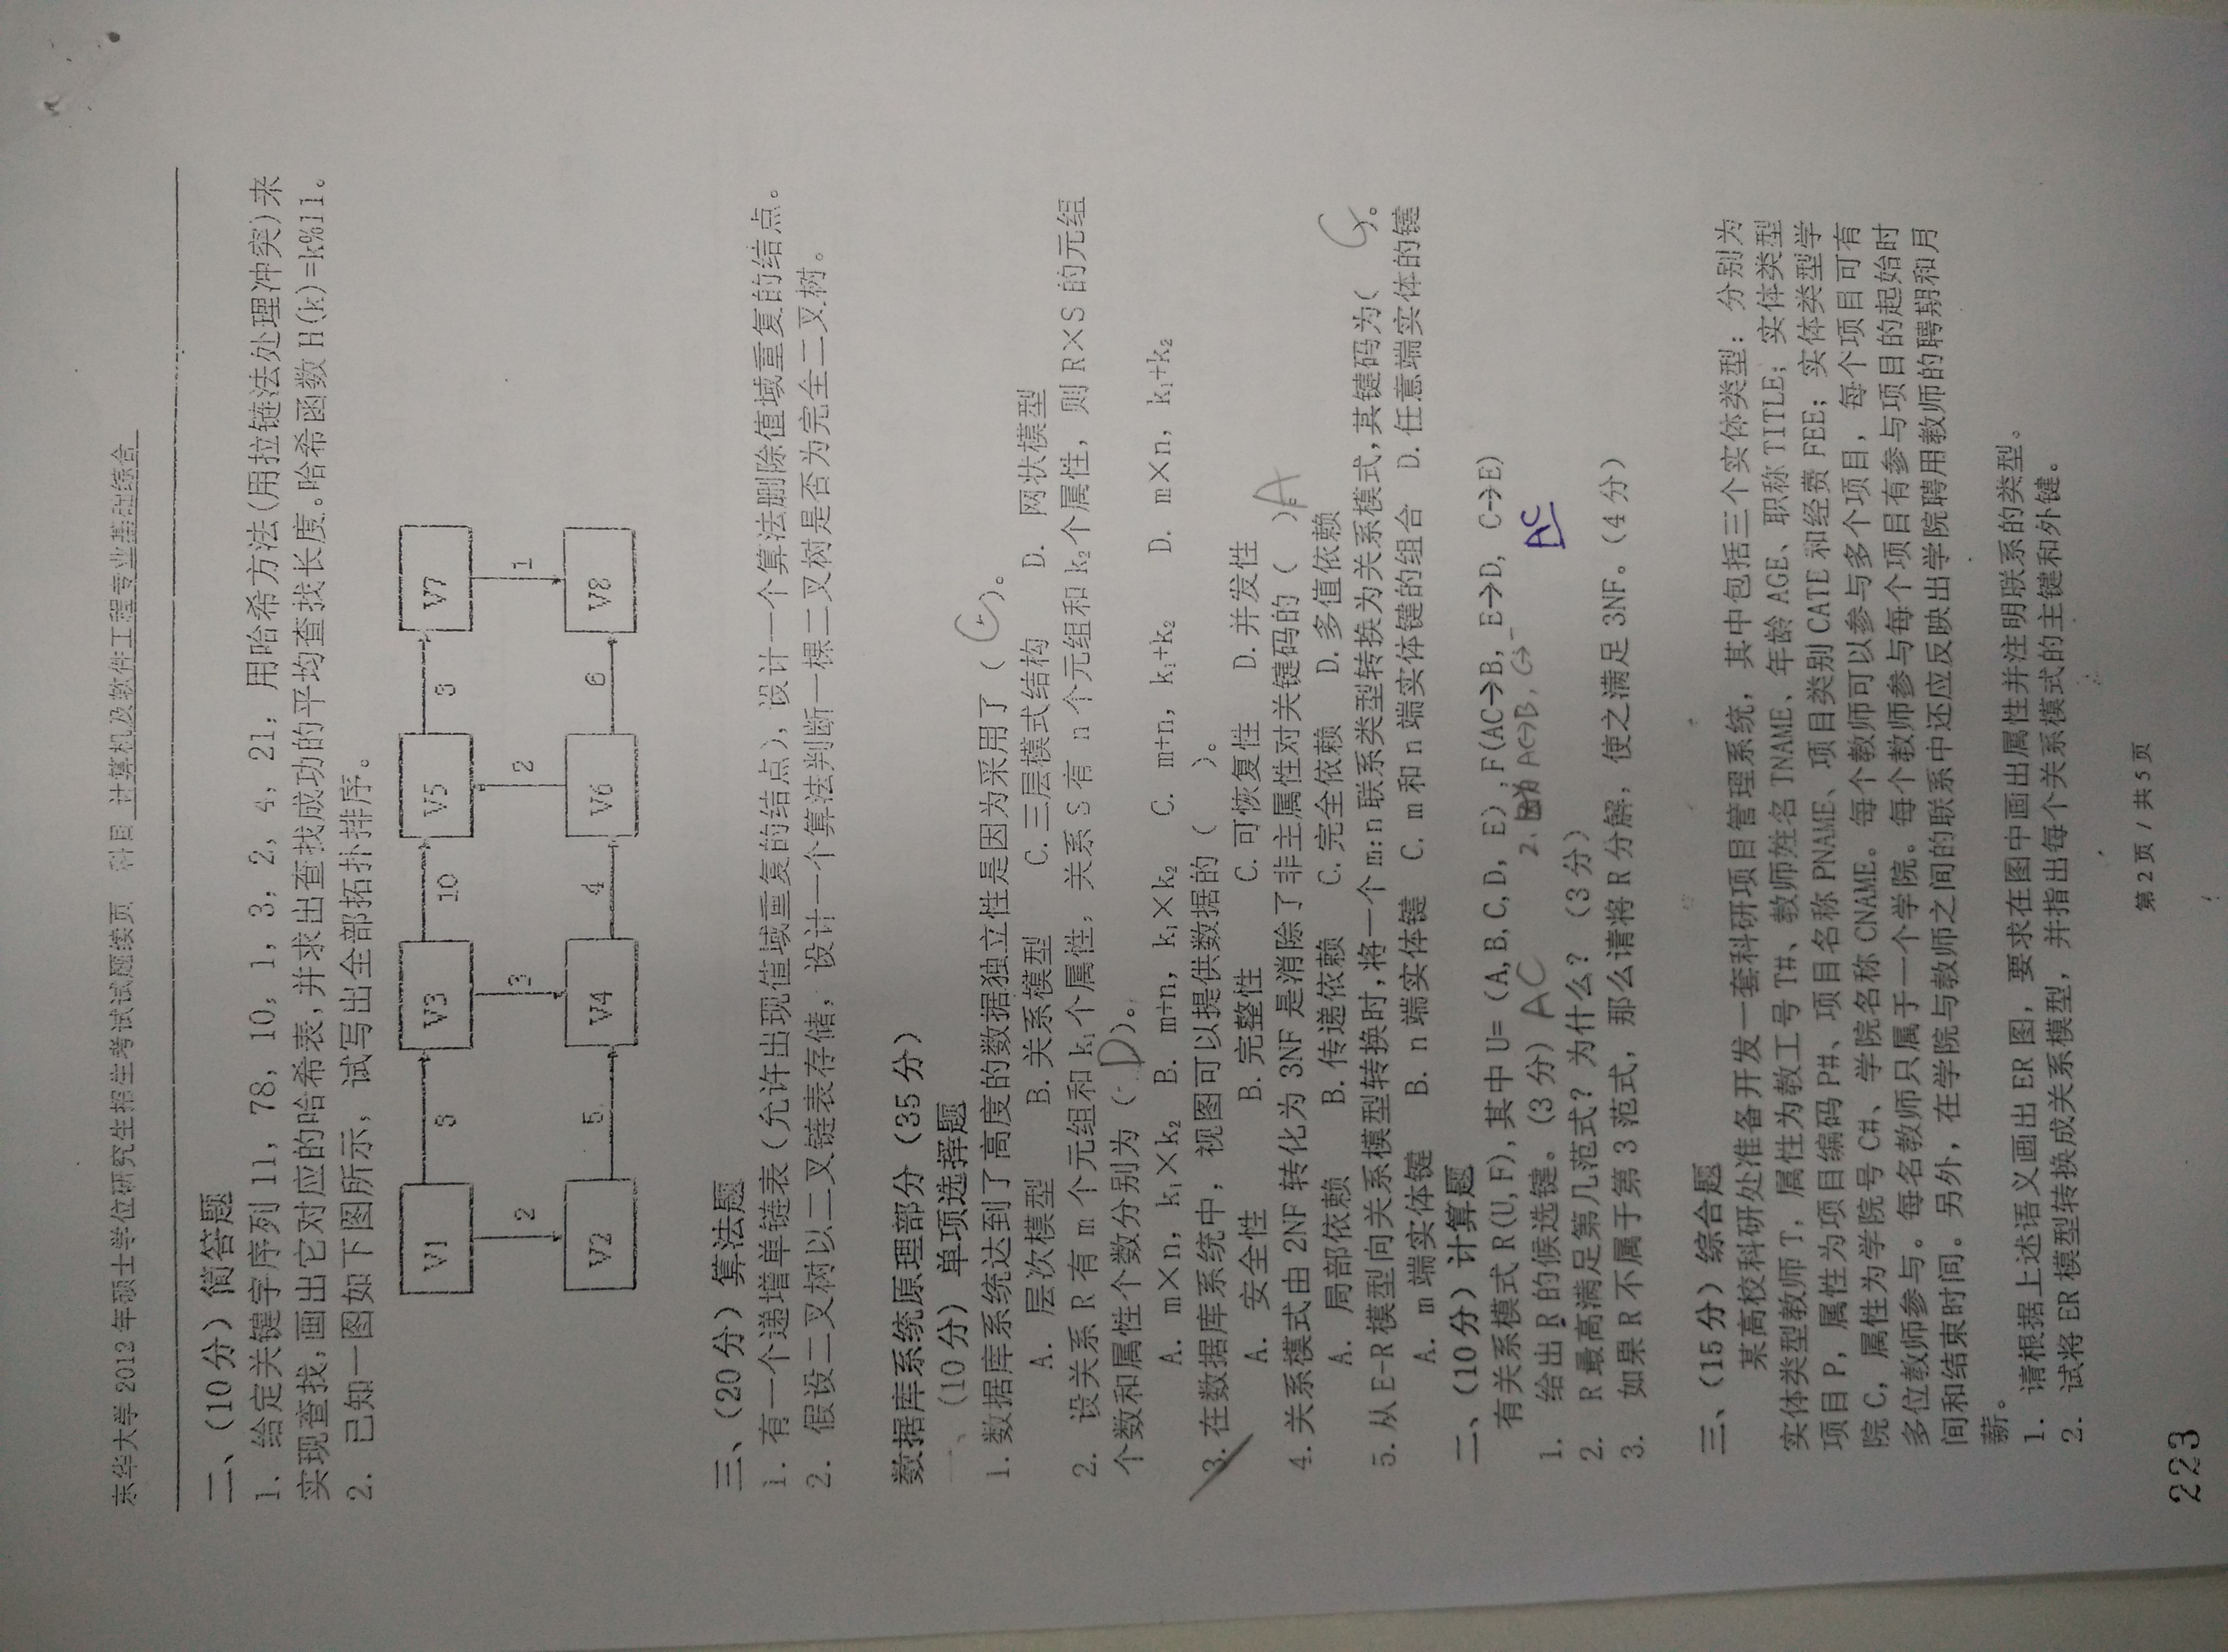 东华大学 2012 年硕士学位研究生招生考试试题续页 科目 计算机及软件工程专业基础综合
二、(10 分) 简答题
1、给定关键字序列 11, 78, 10, 1, 3, 2, 4, 21, 用哈希方法(用拉链法处理冲突)来
实现查找,画出它对应的哈希表,并求出查找成功的平均查找长度。哈希函数 H(k)=k%11。
2. 已知一图如下图所示, 试写出全部拓扑排序。
V1 3 V3 10 V5 3 V7
2 3 2 1
V2 5 V4 4 V6 6 V8
三、(20 分) 算法题
1. 有一个递增单链表(允许出现值域重复的结点), 设计一个算法删除值域重复的结点。
2. 假设二叉树以二叉链表存储, 设计一个算法判断一棵二叉树是否为完全二叉树。
数据库系统原理部分(35 分)
一、(10 分) 单项选择题
1. 数据库系统达到了高度的数据独立性是因为采用了 ( C )。
A. 层次模型 B. 关系模型 C. 三层模式结构 D. 网状模型
2. 设关系 R 有 m 个元组和 k₁个属性, 关系 S 有 n 个元组和 k₂个属性, 则 R×S 的元组
个数和属性个数分别为 ( D )。
A. m×n, k₁×k₂ B. m+n, k₁×k₂ C. m+n, k₁+k₂ D. m×n, k₁+k₂
3. 在数据库系统中, 视图可以提供数据的 ( )。
A. 安全性 B. 完整性 C. 可恢复性 D. 并发性
4. 关系模式由 2NF 转化为 3NF 是消除了非主属性对关键码的 ( ) A
A. 局部依赖 B. 传递依赖 C. 完全依赖 D. 多值依赖
5. 从 E-R 模型向关系模型转换时,将一个 m:n 联系类型转换为关系模式,其键码为( C )。
A. m 端实体键 B. n 端实体键 C. m 和 n 端实体键的组合 D. 任意端实体的键
二、(10 分) 计算题
有关系模式 R(U,F), 其中 U=(A,B,C,D,E),F(AC→B, E→D, C→E)
1. 给出 R 的候选键。(3 分) AC 2. AC→B, C→ AC
2. R 最高满足第几范式? 为什么? (3 分)
3. 如果 R 不属于第 3 范式, 那么请将 R 分解, 使之满足 3NF。(4 分)
三、(15 分) 综合题
某高校科研处准备开发一套科研项目管理系统, 其中包括三个实体类型: 分别为
实体类型教师 T, 属性为教工号 T#、教师姓名 TNAME、年龄 AGE、职称 TITLE; 实体类型
项目 P, 属性为项目编码 P#、项目名称 PNAME、项目类别 CATE 和经费 FEE; 实体类型学
院 C, 属性为学院号 C#、学院名称 CNAME。每个教师可以参与多个项目, 每个项目可有
多位教师参与。每名教师只属于一个学院。每个教师参与每个项目有参与项目的起始时
间和结束时间。另外, 在学院与教师之间的联系中还应反映出学院聘用教师的聘期和月
薪。
1. 请根据上述语义画出 ER 图, 要求在图中画出属性并注明联系的类型。
2. 试将 ER 模型转换成关系模型, 并指出每个关系模式的主键和外键。
第 2 页 / 共 5 页
223